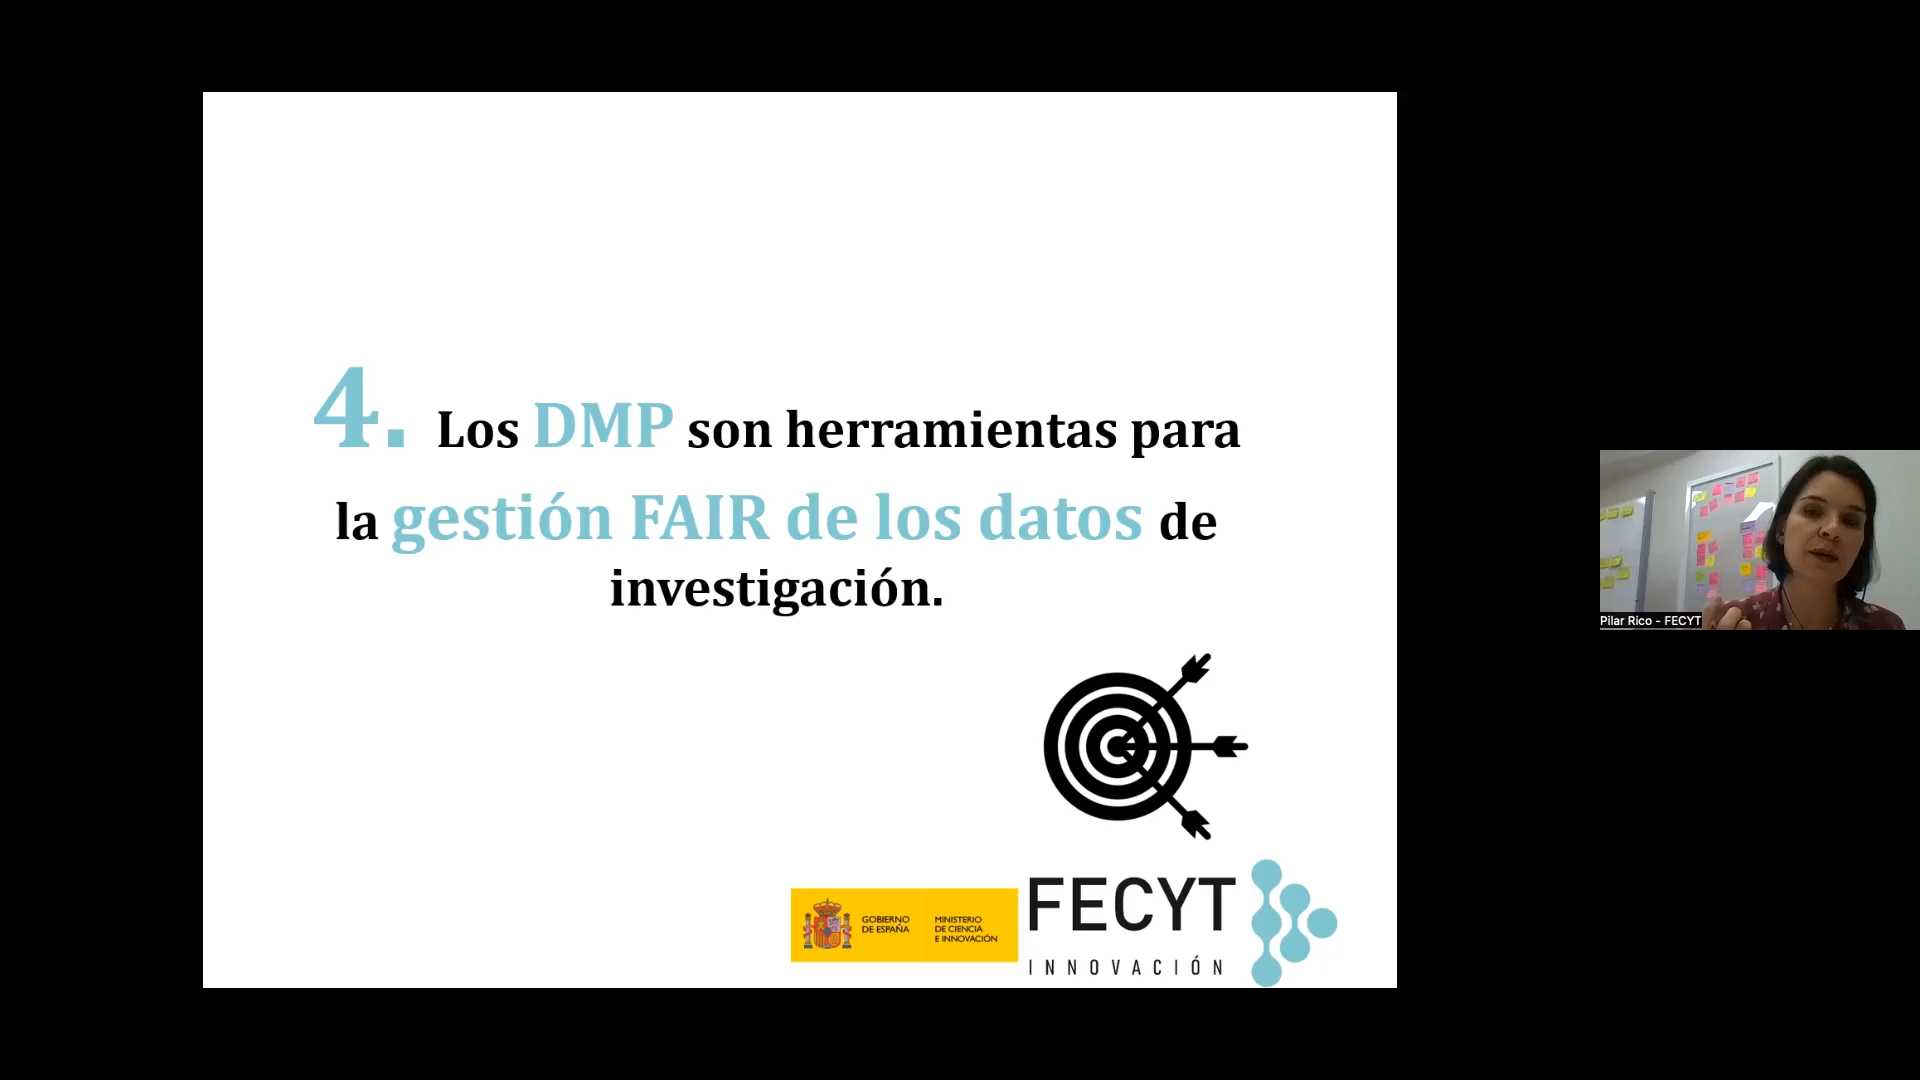 4. Los DMP son herramientas para
la gestión FAIR de los datos de
investigación.
GOBIERNO
DE ESPAÑA
MINISTERIO
DE CIENCIA
E INNOVACIÓN
FECYT
INNOVACIÓN
Pilar Rico - FECYT